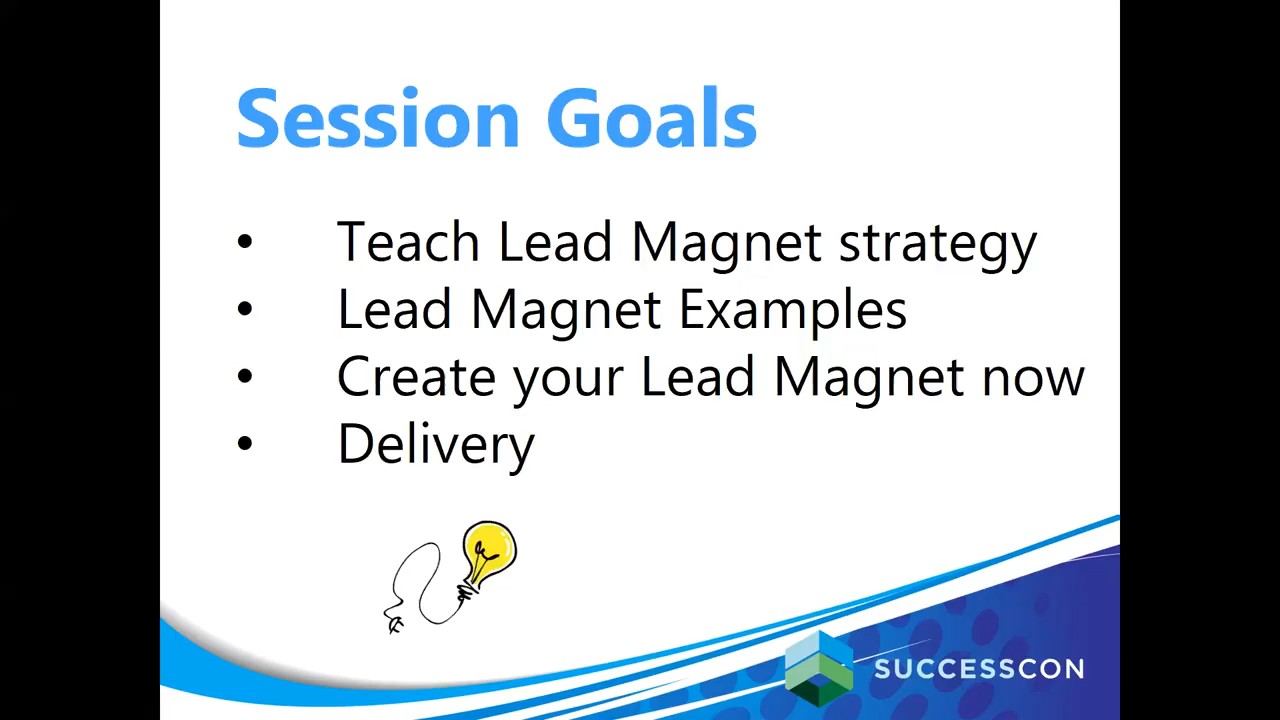 Session Goals
• Teach Lead Magnet strategy
• Lead Magnet Examples
• Create your Lead Magnet now
• Delivery
SUCCESSCON